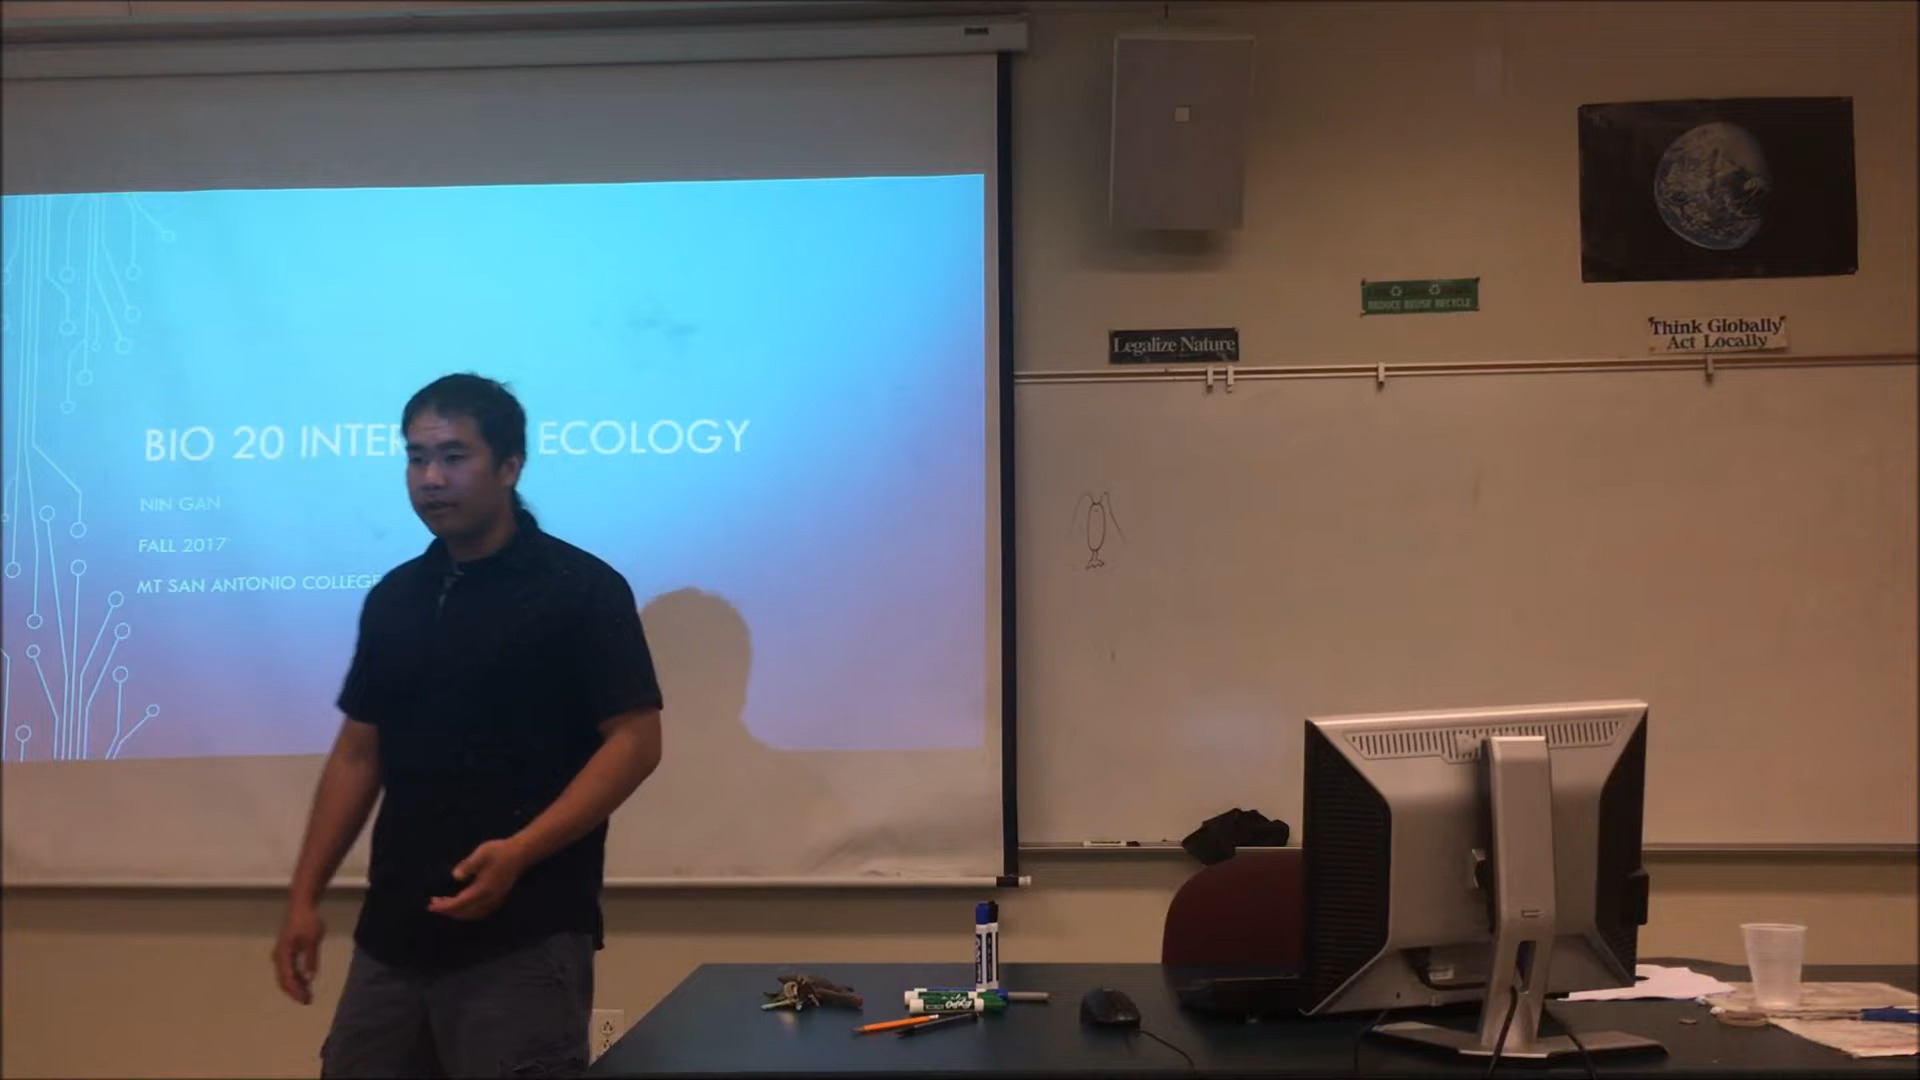 BIO 20 INTER ECOLOGY
NIN GAN
FALL 2017
MT SAN ANTONIO COLLEGE
Legalize Nature
REDUCE REUSE RECYCLE
Think Globally
Act Locally
EXPO